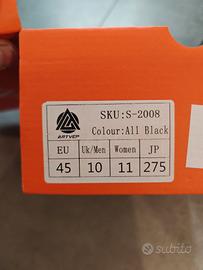 SKU:S-2008
ARTVEP
Colour:All Black
EU Uk/Men Women JP
45 10 11 275
subito